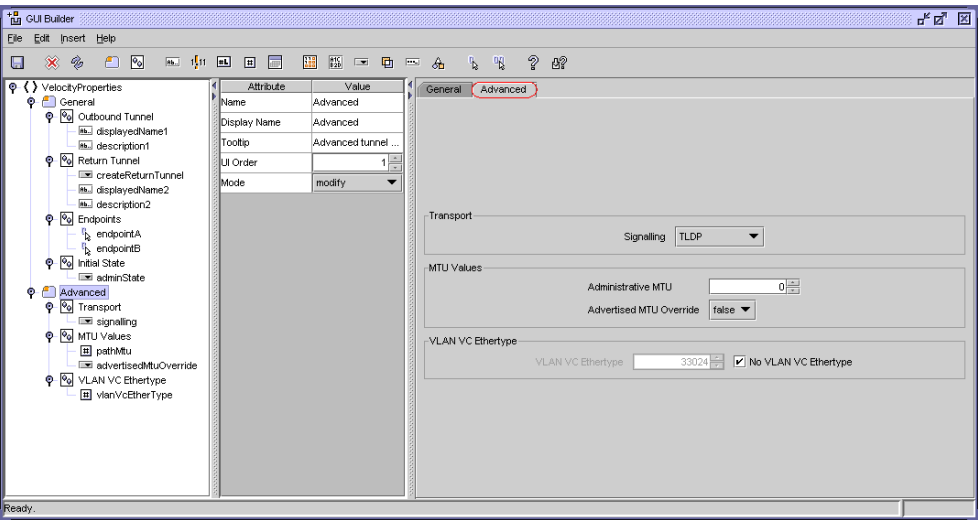 GUI Builder
File Edit Insert Help
VelocityProperties
General
Outbound Tunnel
displayedName1
description1
Return Tunnel
createReturnTunnel
displayedName2
description2
Endpoints
endpointA
endpointB
Initial State
adminState
Advanced
Transport
signalling
MTU Values
pathMtu
advertisedMtuOverride
VLAN VC Ethertype
vlanVcEtherType
Attribute Value
Name Advanced
Display Name Advanced
Tooltip Advanced tunnel ...
UI Order 1
Mode modify
General Advanced
Transport
Signalling TLDP
MTU Values
Administrative MTU 0
Advertised MTU Override false
VLAN VC Ethertype
VLAN VC Ethertype 33024 No VLAN VC Ethertype
Ready.